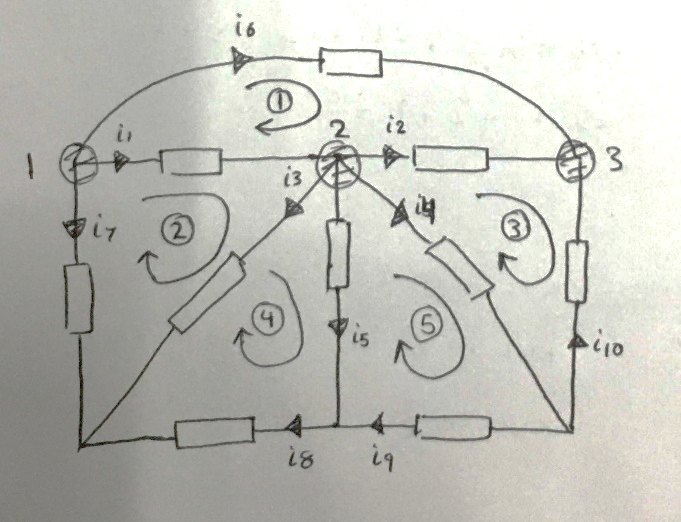 i6
①
1 i1 2 i2 3
i3 i4
i7 ② ③
④ ⑤
i5 i10
i8 i9